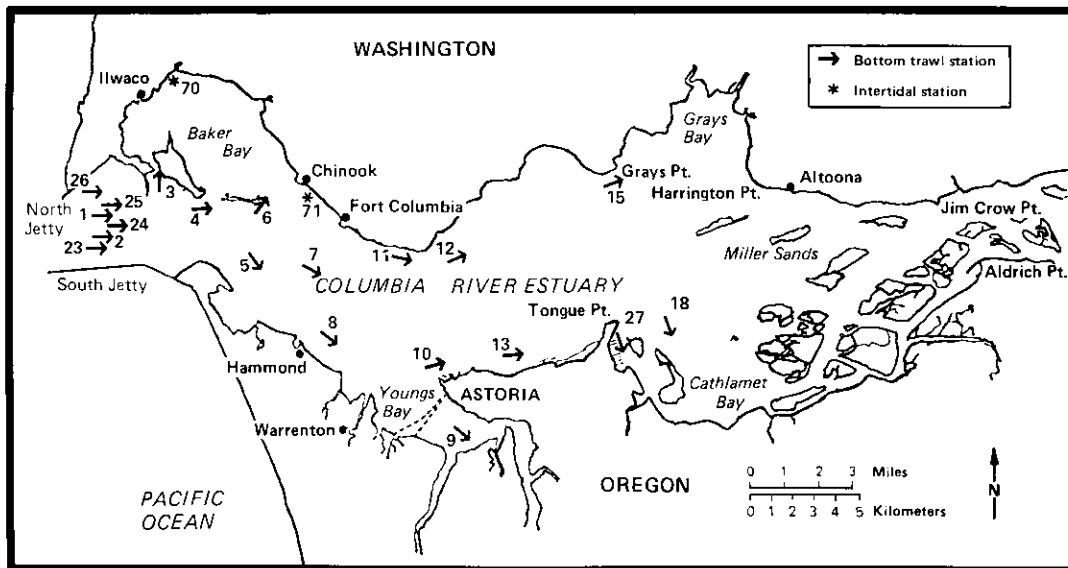 WASHINGTON
Bottom trawl station
Intertidal station
Ilwaco
70
Baker
Bay
Grays
Bay
Chinook
Grays Pt.
15
Harrington Pt.
Altoona
26
25
3
North
Jetty
1
24
4
6
71
Fort Columbia
Jim Crow Pt.
23
2
11
12
Miller Sands
Aldrich Pt.
South Jetty
5
7
COLUMBIA RIVER ESTUARY
Tongue Pt.
18
27
8
10
13
Hammond
Youngs
Bay
ASTORIA
Cathlamet
Bay
Warrenton
9
0 1 2 3 Miles
0 1 2 3 4 5 Kilometers
OREGON
N
PACIFIC
OCEAN